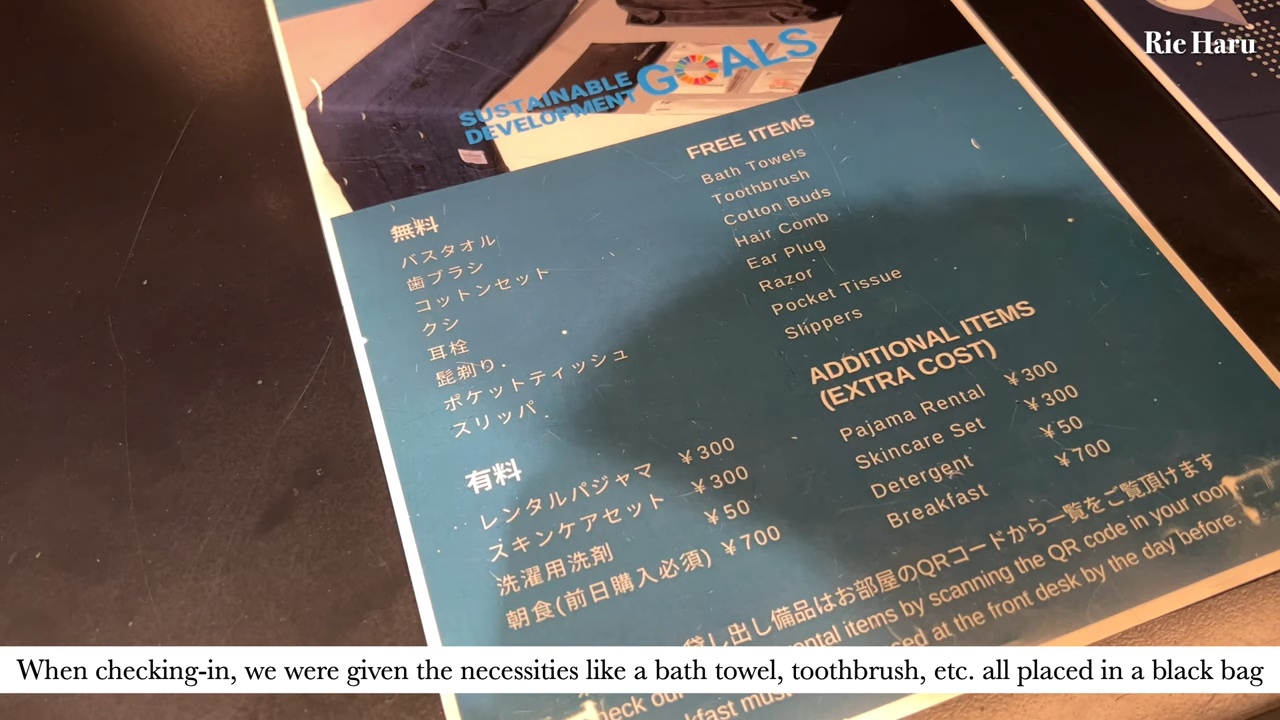 Rie Haru
SUSTAINABLE
DEVELOPMENT
GOALS
無料
バスタオル
歯ブラシ
コットンセット
クシ
耳栓
髭剃り
ポケットティッシュ
スリッパ
有料
レンタルパジャマ ¥300
スキンケアセット ¥300
洗濯用洗剤 ¥50
朝食(前日購入必須) ¥700
FREE ITEMS
Bath Towels
Toothbrush
Cotton Buds
Hair Comb
Ear Plug
Razor
Pocket Tissue
Slippers
ADDITIONAL ITEMS
(EXTRA COST)
Pajama Rental ¥300
Skincare Set ¥300
Detergent ¥50
Breakfast ¥700
貸し出し備品はお部屋のQRコードから一覧をご覧頂けます
items by scanning the QR code in your room
at the front desk by the day before.
When checking-in, we were given the necessities like a bath towel, toothbrush, etc. all placed in a black bag